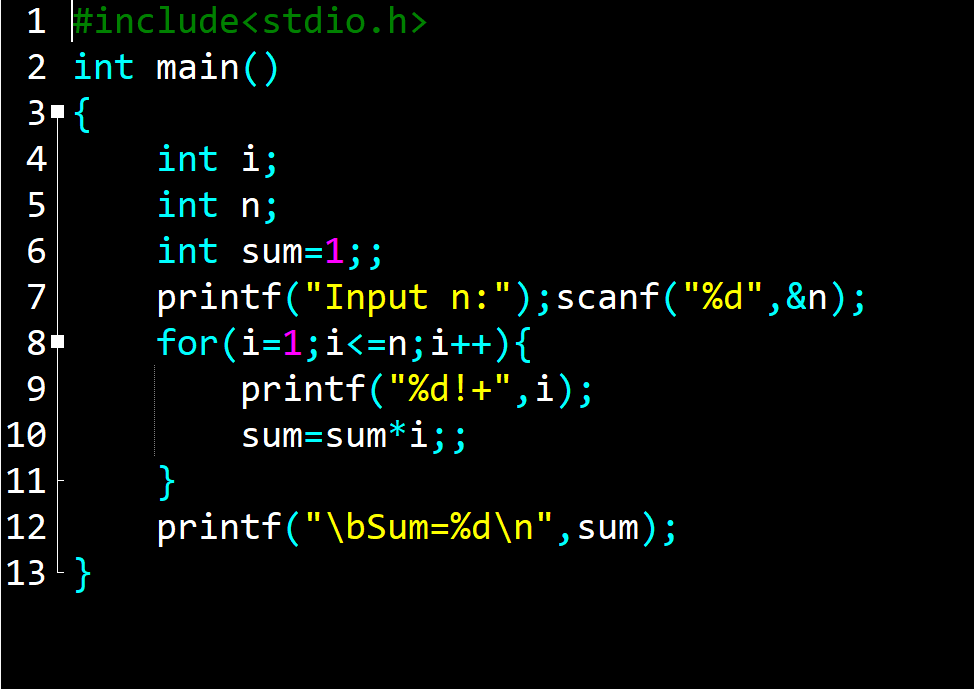 1 #include<stdio.h>
2 int main()
3 {
4     int i;
5     int n;
6     int sum=1;;
7     printf("Input n:");scanf("%d",&n);
8     for(i=1;i<=n;i++){
9         printf("%d!+",i);
10         sum=sum*i;;
11     }
12     printf("\bSum=%d\n",sum);
13 }